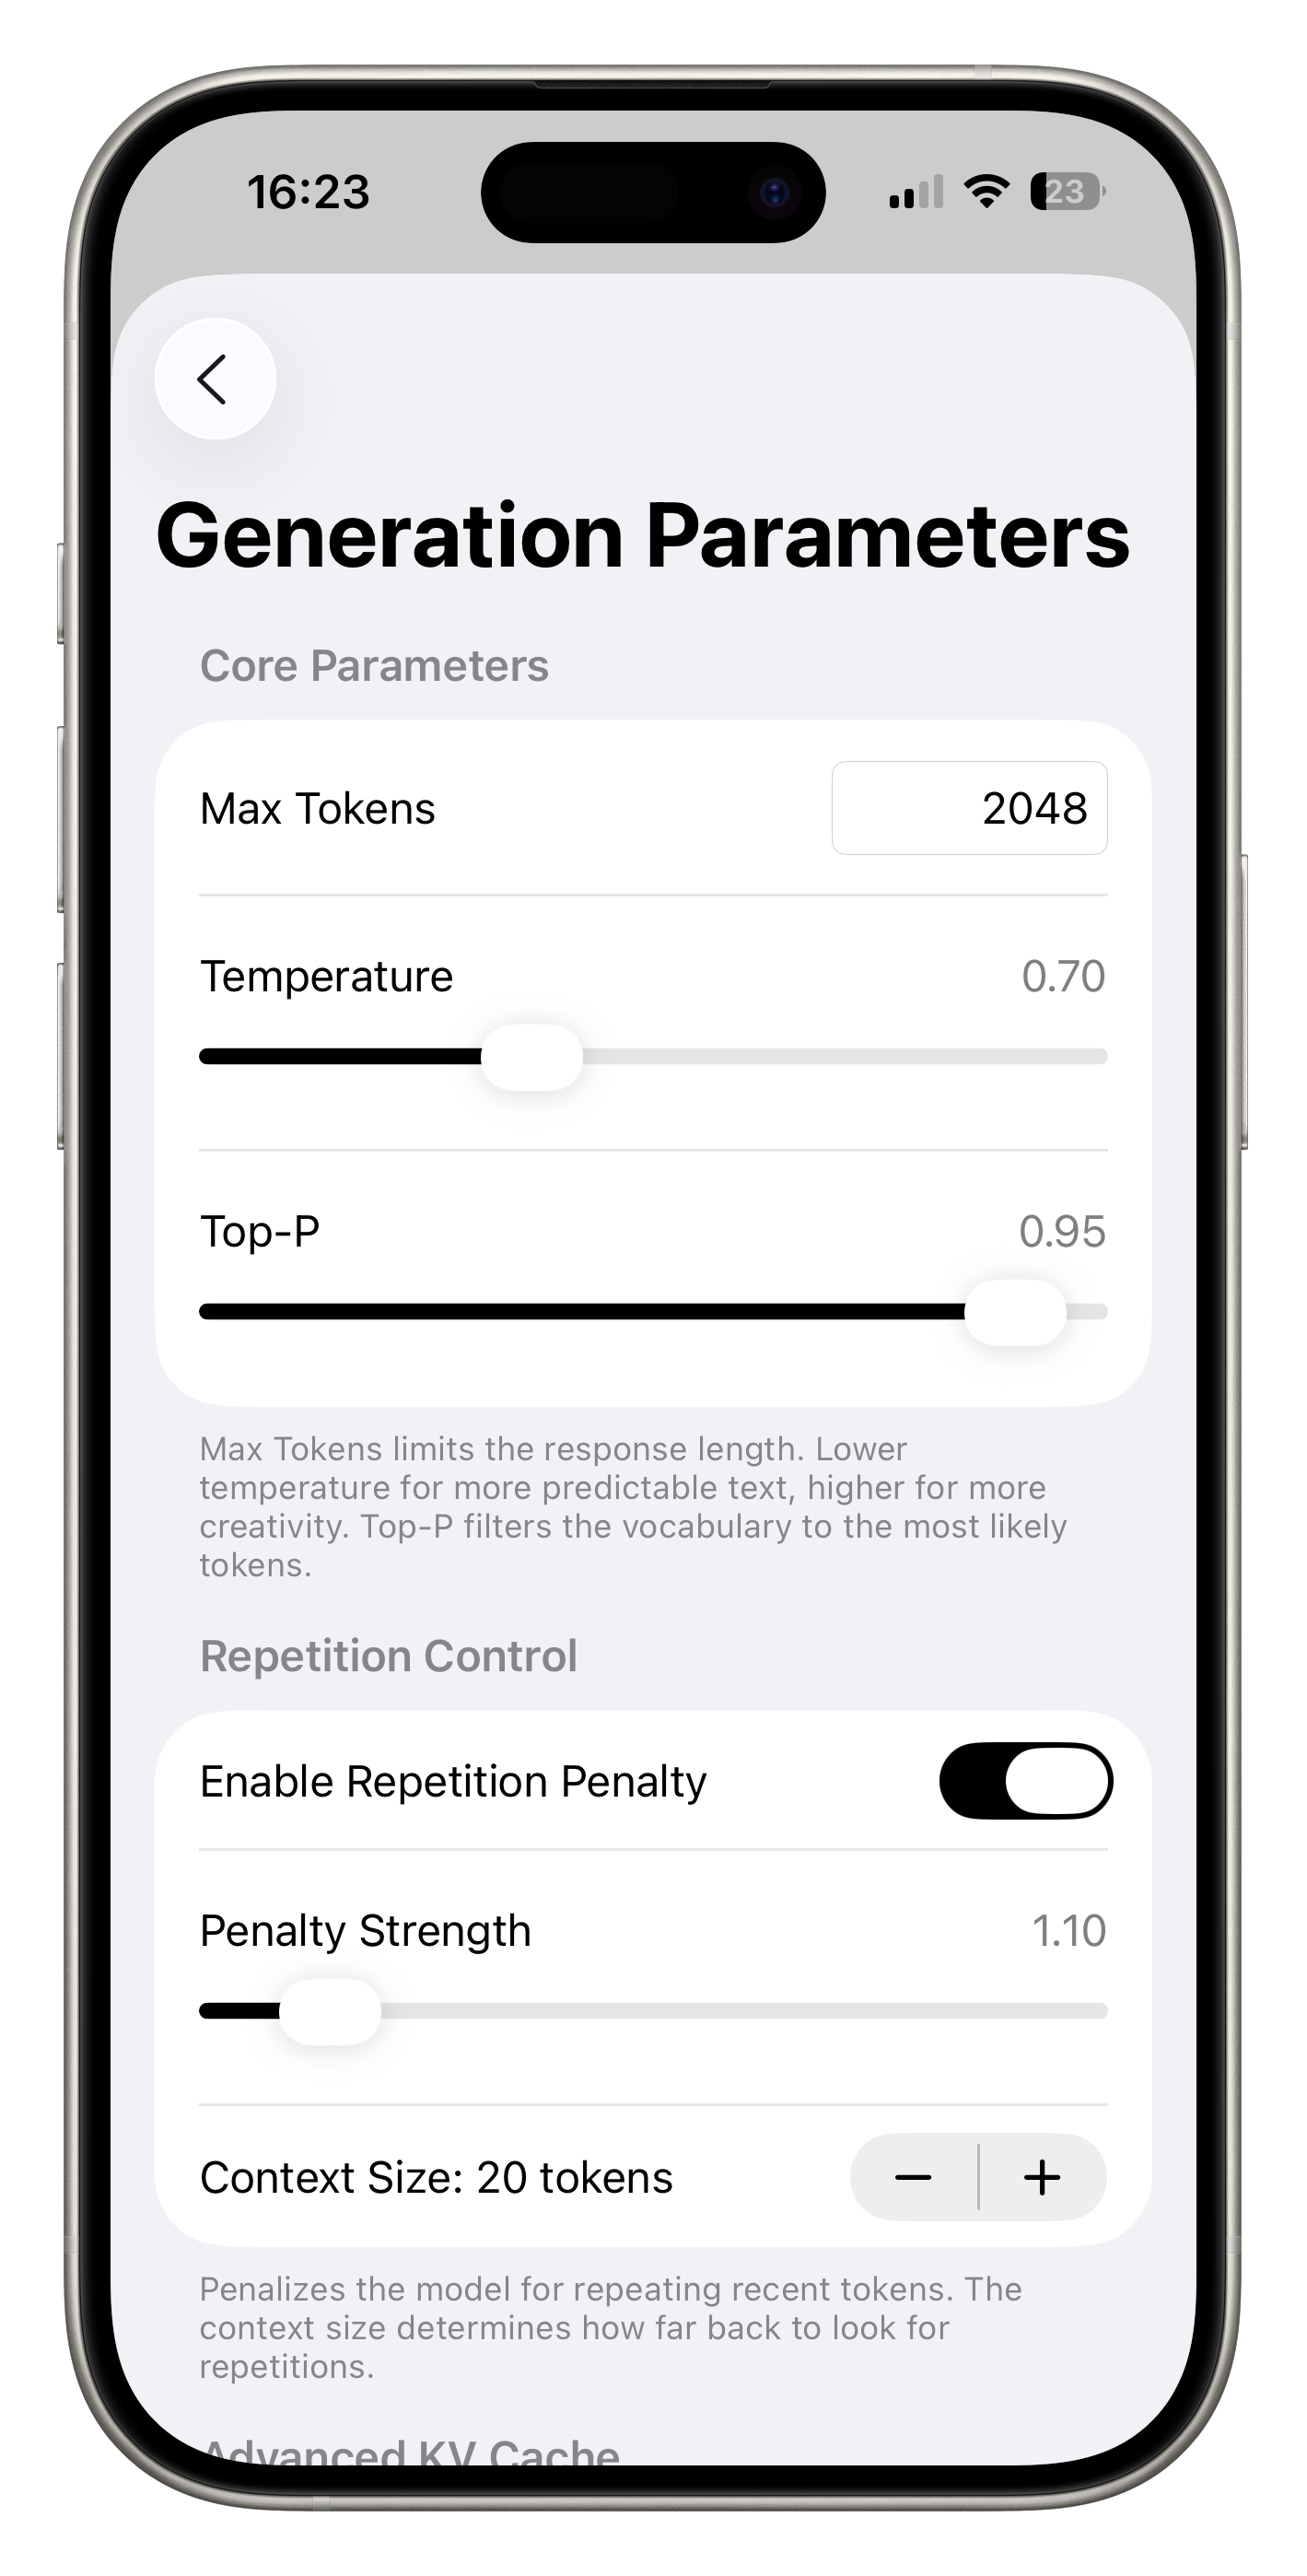 16:23
23
Generation Parameters
Core Parameters
Max Tokens 2048
Temperature 0.70
Top-P 0.95
Max Tokens limits the response length. Lower
temperature for more predictable text, higher for more
creativity. Top-P filters the vocabulary to the most likely
tokens.
Repetition Control
Enable Repetition Penalty
Penalty Strength 1.10
Context Size: 20 tokens
Penalizes the model for repeating recent tokens. The
context size determines how far back to look for
repetitions.
Advanced KV Cache